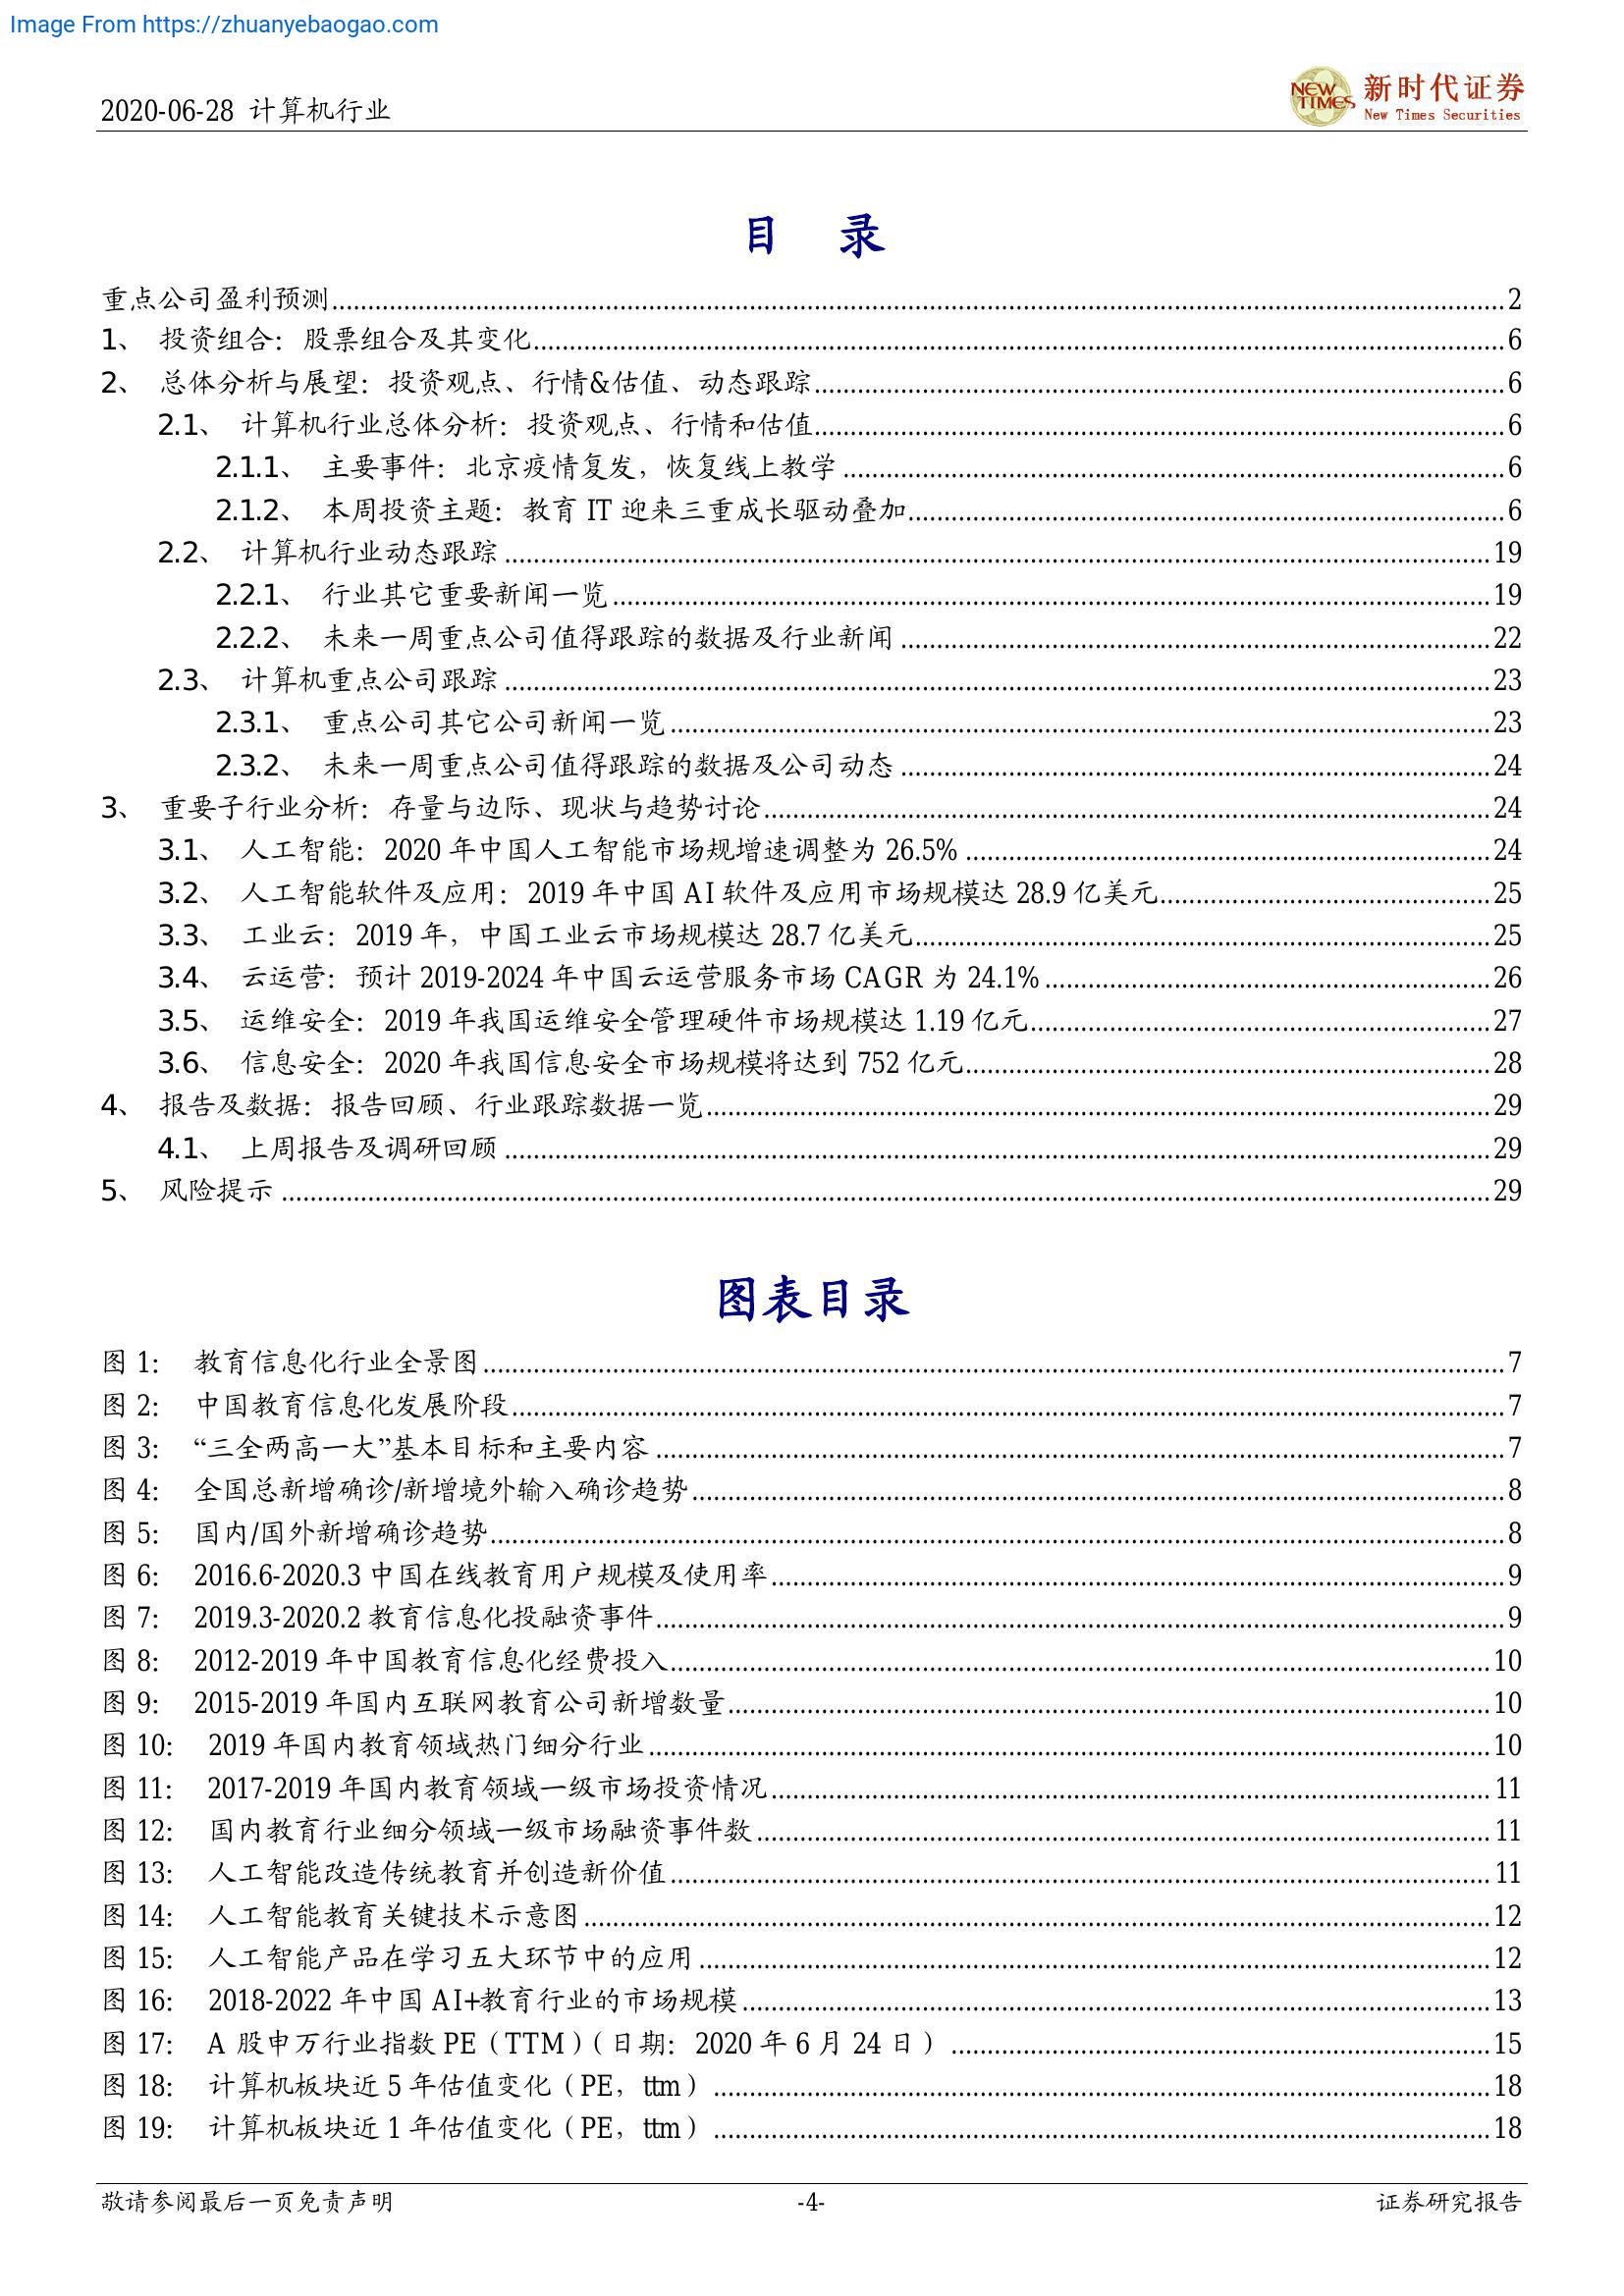 Image From https://zhuanyebaogao.com
2020-06-28 计算机行业
NEW TIMES 新时代证券
New Times Securities
目 录
重点公司盈利预测 2
1、 投资组合：股票组合及其变化 6
2、 总体分析与展望：投资观点、行情&估值、动态跟踪 6
2.1、 计算机行业总体分析：投资观点、行情和估值 6
2.1.1、 主要事件：北京疫情复发，恢复线上教学 6
2.1.2、 本周投资主题：教育 IT 迎来三重成长驱动叠加 6
2.2、 计算机行业动态跟踪 19
2.2.1、 行业其它重要新闻一览 19
2.2.2、 未来一周重点公司值得跟踪的数据及行业新闻 22
2.3、 计算机重点公司跟踪 23
2.3.1、 重点公司其它公司新闻一览 23
2.3.2、 未来一周重点公司值得跟踪的数据及公司动态 24
3、 重要子行业分析：存量与边际、现状与趋势讨论 24
3.1、 人工智能：2020 年中国人工智能市场规增速调整为 26.5% 24
3.2、 人工智能软件及应用：2019 年中国 AI 软件及应用市场规模达 28.9 亿美元 25
3.3、 工业云：2019 年，中国工业云市场规模达 28.7 亿美元 25
3.4、 云运营：预计 2019-2024 年中国云运营服务市场 CAGR 为 24.1% 26
3.5、 运维安全：2019 年我国运维安全管理硬件市场规模达 1.19 亿元 27
3.6、 信息安全：2020 年我国信息安全市场规模将达到 752 亿元 28
4、 报告及数据：报告回顾、行业跟踪数据一览 29
4.1、 上周报告及调研回顾 29
5、 风险提示 29
图表目录
图 1： 教育信息化行业全景图 7
图 2： 中国教育信息化发展阶段 7
图 3： “三全两高一大”基本目标和主要内容 7
图 4： 全国总新增确诊/新增境外输入确诊趋势 8
图 5： 国内/国外新增确诊趋势 8
图 6： 2016.6-2020.3 中国在线教育用户规模及使用率 9
图 7： 2019.3-2020.2 教育信息化投融资事件 9
图 8： 2012-2019 年中国教育信息化经费投入 10
图 9： 2015-2019 年国内互联网教育公司新增数量 10
图 10： 2019 年国内教育领域热门细分行业 10
图 11： 2017-2019 年国内教育领域一级市场投资情况 11
图 12： 国内教育行业细分领域一级市场融资事件数 11
图 13： 人工智能改造传统教育并创造新价值 11
图 14： 人工智能教育关键技术示意图 12
图 15： 人工智能产品在学习五大环节中的应用 12
图 16： 2018-2022 年中国 AI+教育行业的市场规模 13
图 17： A 股申万行业指数 PE（TTM）（日期：2020 年 6 月 24 日） 15
图 18： 计算机板块近 5 年估值变化（PE，ttm） 18
图 19： 计算机板块近 1 年估值变化（PE，ttm） 18
敬请参阅最后一页免责声明 -4- 证券研究报告